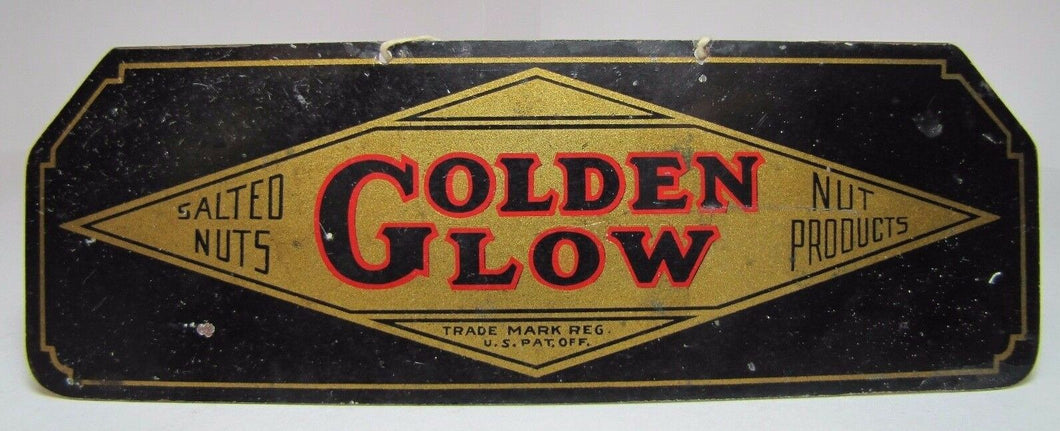 SALTED
NUTS
GOLDEN
GLOW
NUT
PRODUCTS
TRADE MARK REG.
U.S. PAT. OFF.